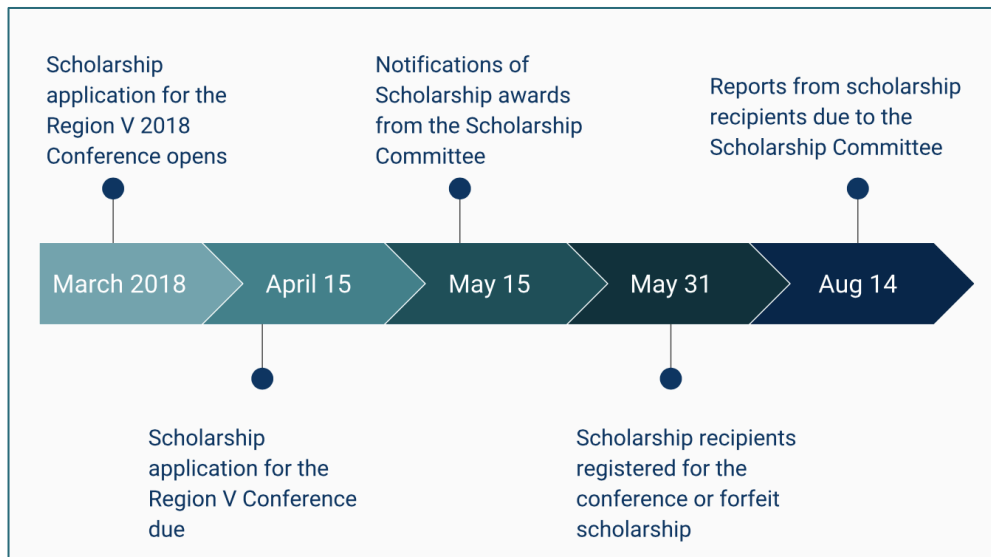 Scholarship
application for the
Region V 2018
Conference opens
Notifications of
Scholarship awards
from the Scholarship
Committee
Reports from scholarship
recipients due to the
Scholarship Committee
March 2018
April 15
May 15
May 31
Aug 14
Scholarship
application for the
Region V Conference
due
Scholarship recipients
registered for the
conference or forfeit
scholarship